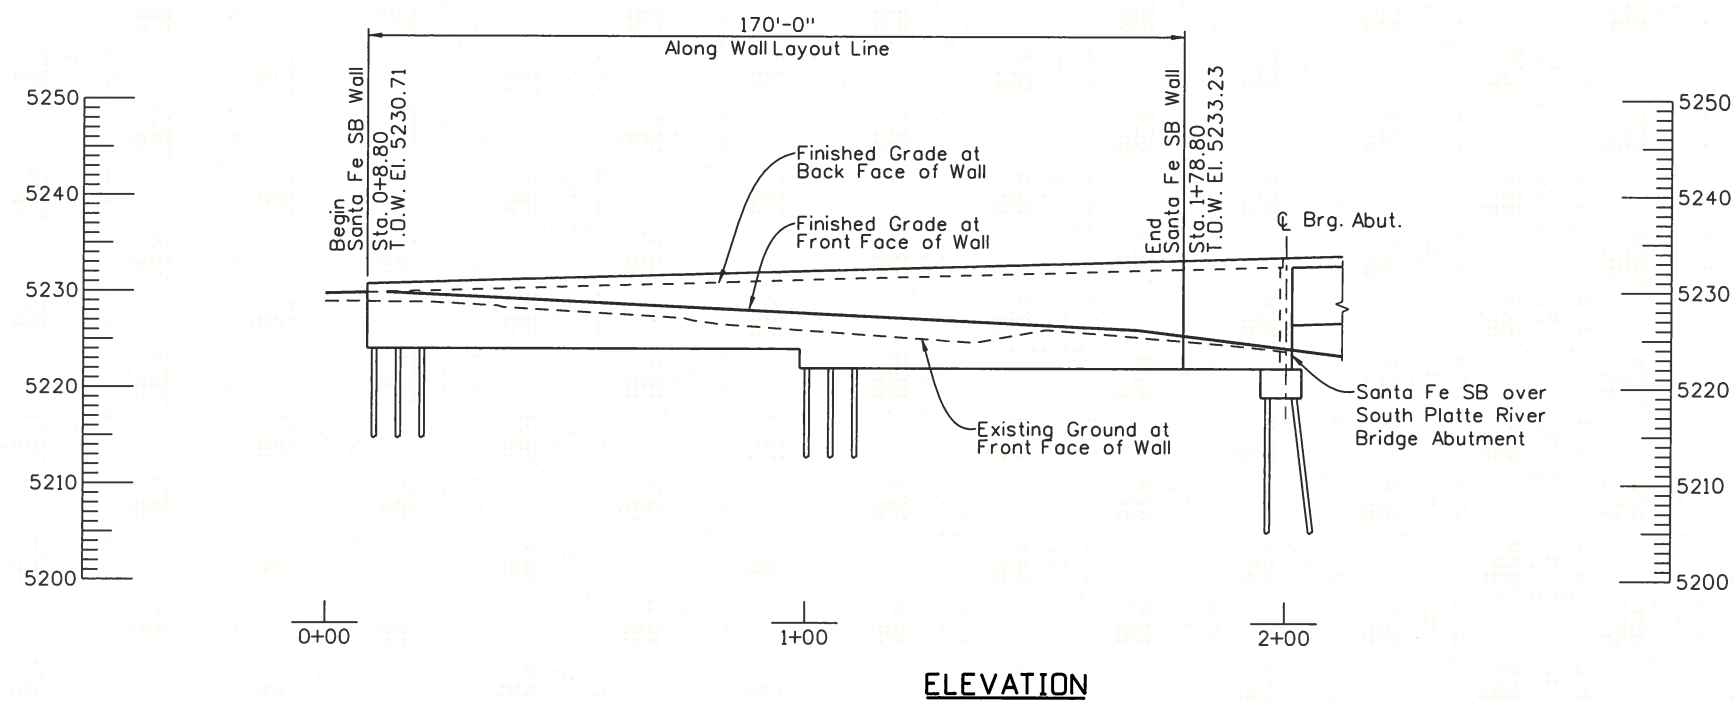 170'-0"
Along Wall Layout Line
Begin
Santa Fe SB Wall
Sta. 0+8.80
T.O.W. El. 5230.71
End
Santa Fe SB Wall
Sta. 1+78.80
T.O.W. El. 5233.23
5250
5240
5230
5220
5210
5200
Finished Grade at
Back Face of Wall
Finished Grade at
Front Face of Wall
℄ Brg. Abut.
Existing Ground at
Front Face of Wall
Santa Fe SB over
South Platte River
Bridge Abutment
5250
5240
5230
5220
5210
5200
0+00
1+00
2+00
ELEVATION